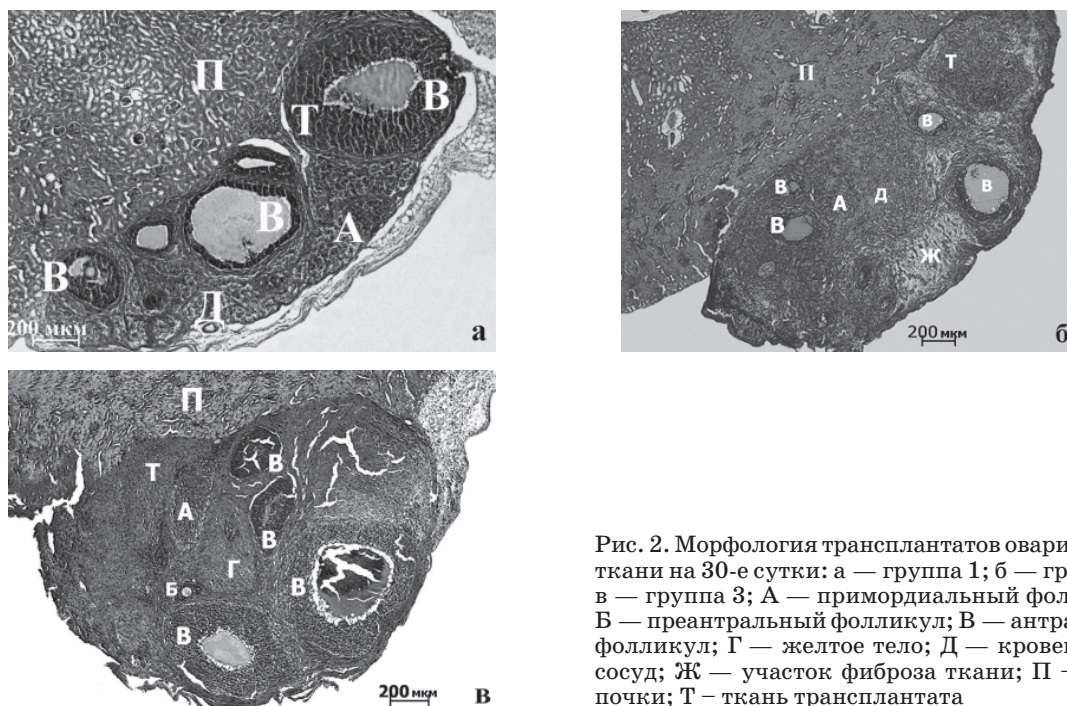 П
В
Т
В
А
В
Д
200 мкм
а
П
Т
В
В
В
А
Д
В
Ж
200 мкм
б
П
Т
В
А
В
Г
Б
В
В
200 мкм
в
Рис. 2. Морфология трансплантатов овари
ткани на 30-е сутки: а — группа 1; б — гр
в — группа 3; А — примордиальный фол
Б — преантральный фолликул; В — антра
фолликул; Г — желтое тело; Д — кровен
сосуд; Ж — участок фиброза ткани; П –
почки; Т – ткань трансплантата